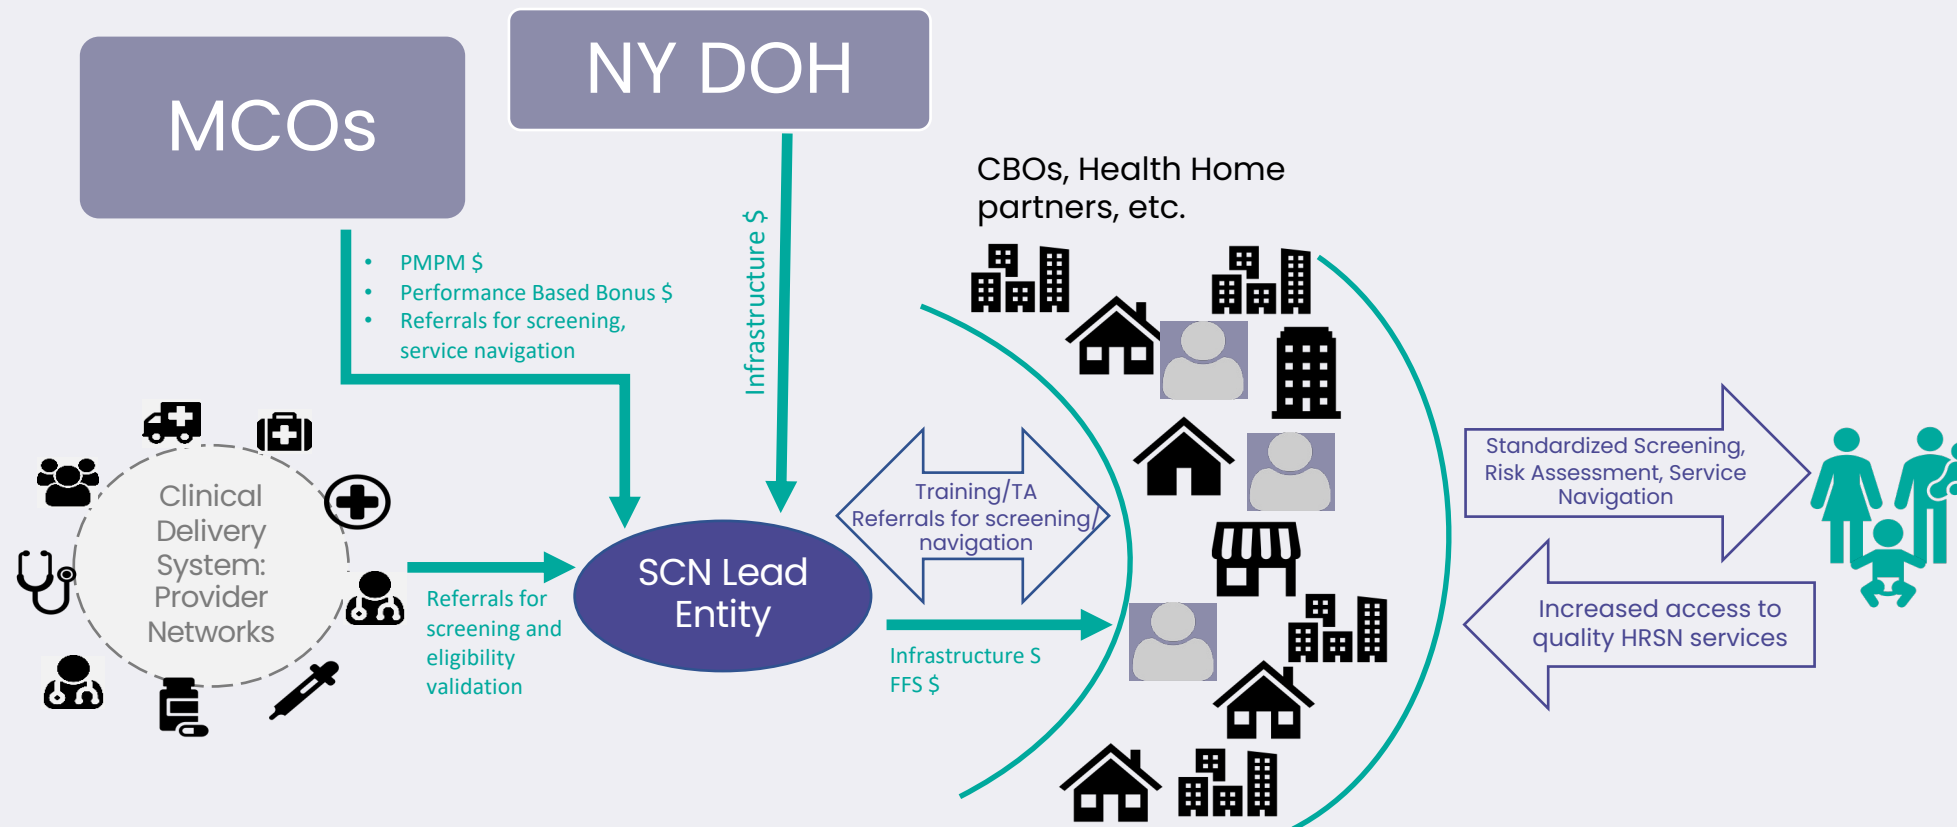 MCOs
NY DOH
• PMPM $
• Performance Based Bonus $
• Referrals for screening,
service navigation
Infrastructure $
CBOs, Health Home
partners, etc.
Clinical
Delivery
System:
Provider
Networks
Referrals for
screening and
eligibility
validation
SCN Lead
Entity
Training/TA
Referrals for screening/
navigation
Infrastructure S
FFS $
Standardized Screening,
Risk Assessment, Service
Navigation
Increased access to
quality HRSN services